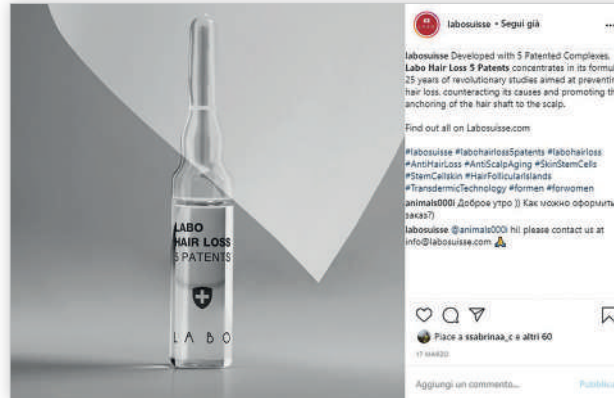 LABO
HAIR LOSS
5 PATENTS
L A B O
labosuisse • Segui già
labosuisse Developed with 5 Patented Complexes,
Labo Hair Loss 5 Patents concentrates in its formul
25 years of revolutionary studies aimed at preventin
hair loss, counteracting its causes and promoting th
anchoring of the hair shaft to the scalp.
Find out all on Labosuisse.com
#labosuisse #labohairloss5patents #labohairloss
#AntiHairLoss #AntiScalpAging #SkinStemCells
#StemCellskin #HairFollicularIslands
#TransdermicTechnology #formen #forwomen
animals000i Доброе утро )) Как можно оформить
заказ?)
labosuisse @animals000i hi! please contact us at
info@labosuisse.com 🙏
Piace a ssabrinaa_c e altri 60
17 MARZO
Aggiungi un commento...
Pubblica